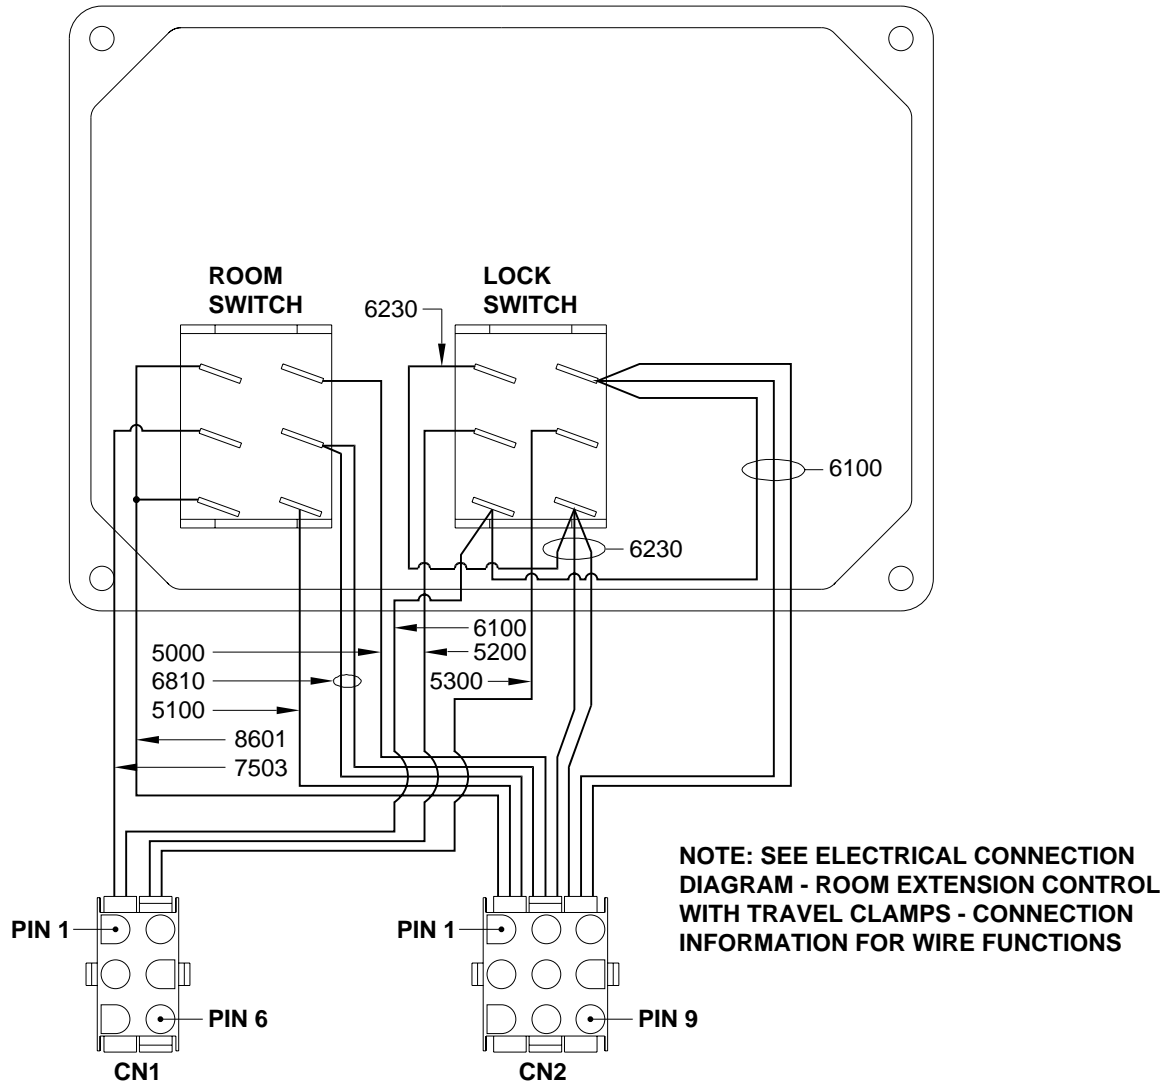 ROOM
SWITCH
LOCK
SWITCH
6230
6100
6230
6100
5000
5200
6810
5300
5100
8601
7503
NOTE: SEE ELECTRICAL CONNECTION
DIAGRAM - ROOM EXTENSION CONTROL
WITH TRAVEL CLAMPS - CONNECTION
INFORMATION FOR WIRE FUNCTIONS
PIN 1
PIN 1
PIN 6
PIN 9
CN1
CN2